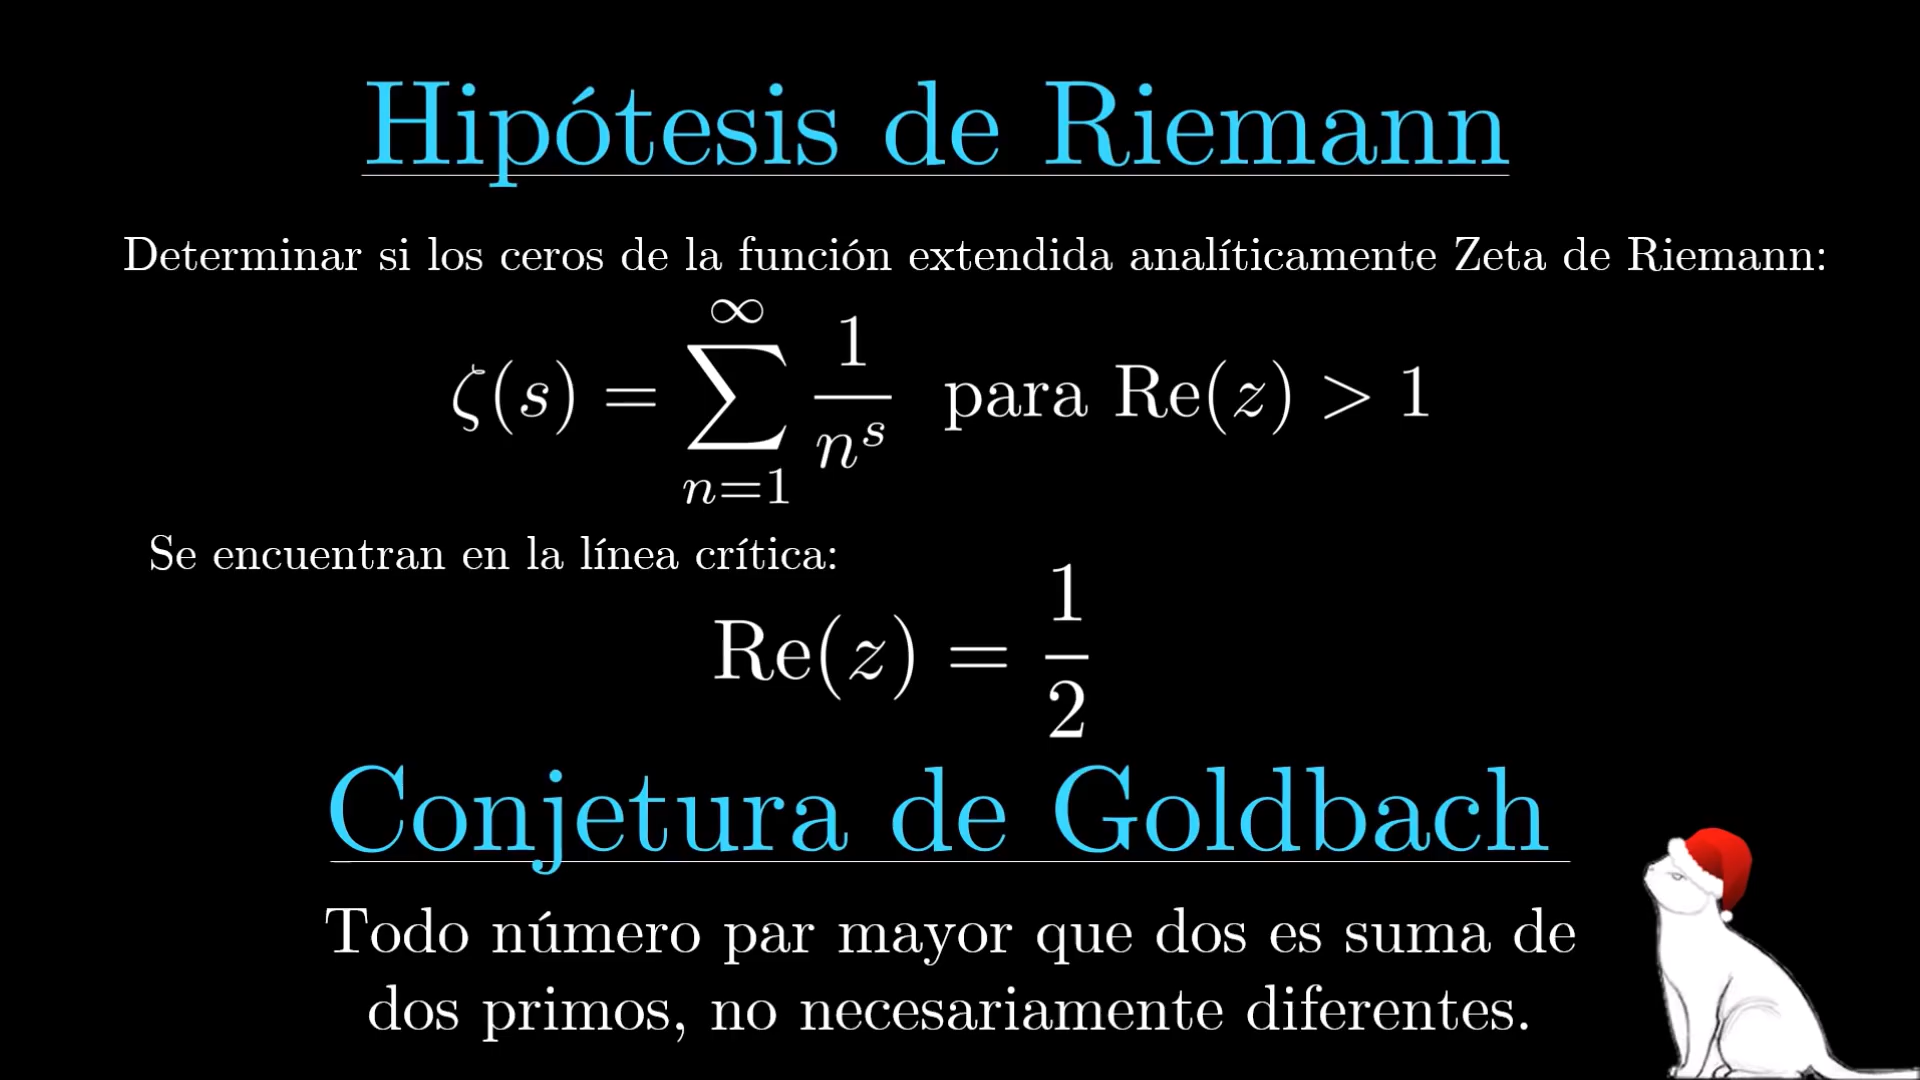 Hipótesis de Riemann
Determinar si los ceros de la función extendida analíticamente Zeta de Riemann:
ζ(s) = ∑_{n=1}^{∞} 1/n^s para Re(z) > 1
Se encuentran en la línea crítica:
Re(z) = 1/2
Conjetura de Goldbach
Todo número par mayor que dos es suma de
dos primos, no necesariamente diferentes.